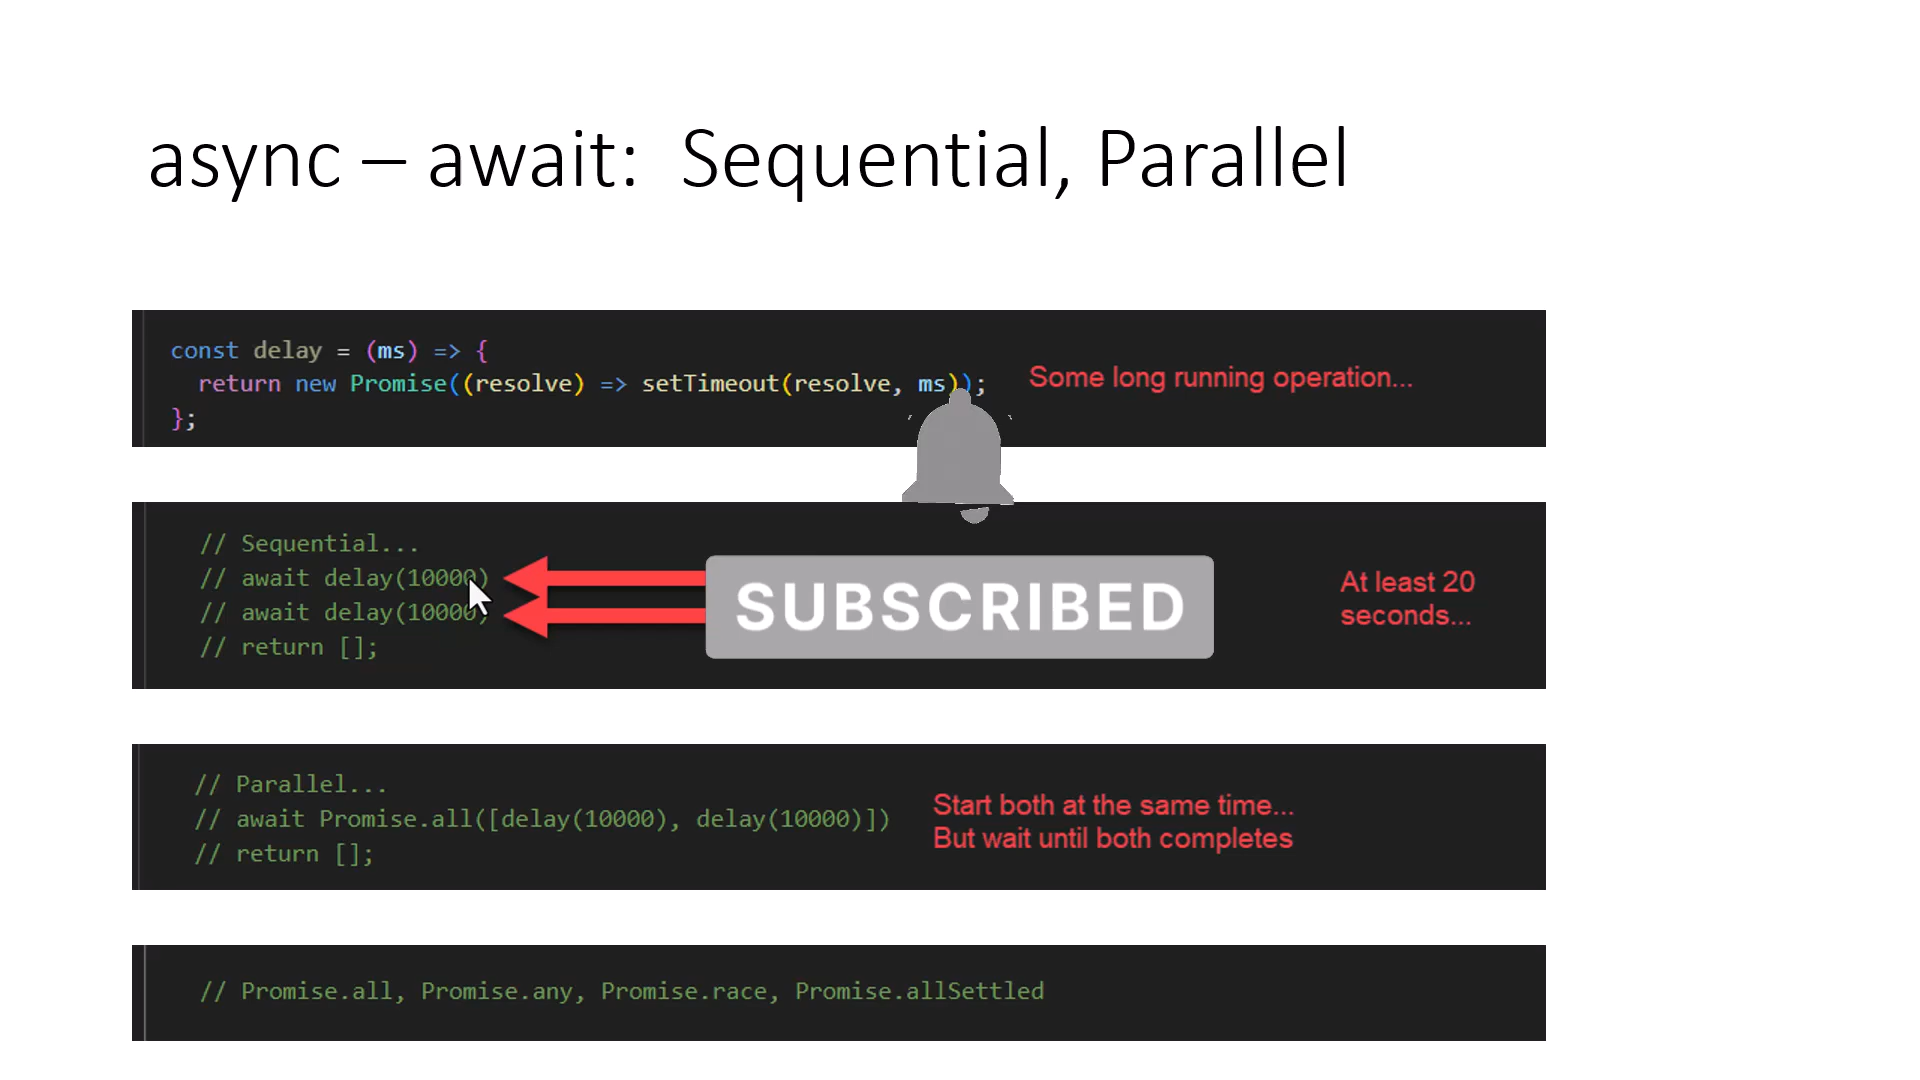 async – await:  Sequential, Parallel
const delay = (ms) => {
return new Promise((resolve) => setTimeout(resolve, ms));
};
Some long running operation...
// Sequential...
// await delay(10000)
// await delay(10000)
// return [];
SUBSCRIBED
At least 20
seconds...
// Parallel...
// await Promise.all([delay(10000), delay(10000)])
// return [];
Start both at the same time...
But wait until both completes
// Promise.all, Promise.any, Promise.race, Promise.allSettled